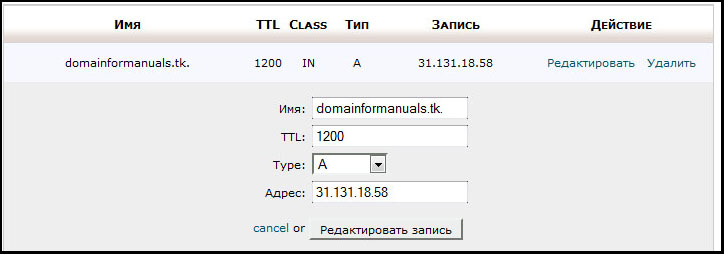 Имя TTL Class Тип Запись Действие
domainformanuals.tk. 1200 IN A 31.131.18.58 Редактировать Удалить
Имя: domainformanuals.tk.
TTL: 1200
Type: A
Адрес: 31.131.18.58
cancel or Редактировать запись